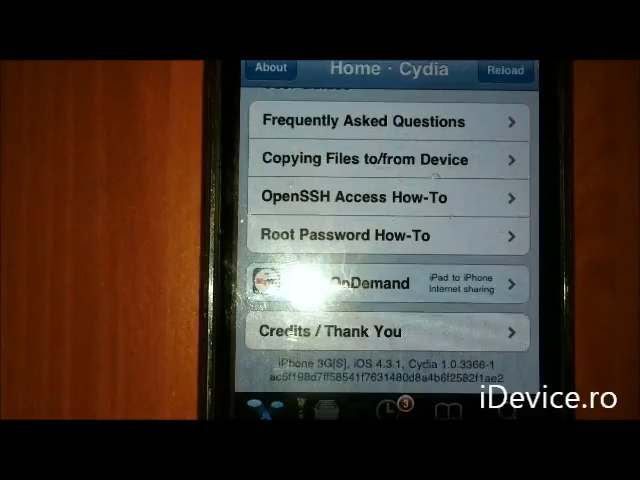 About
Home · Cydia
Reload
Frequently Asked Questions
Copying Files to/from Device
OpenSSH Access How-To
Root Password How-To
OnDemand
iPad to iPhone
Internet sharing
Credits / Thank You
iPhone 3G[S], iOS 4.3.1, Cydia 1.0.3366-1
ac5f198d7ff58541f7631480d8a4b6f2582f1ae2
3
iDevice.ro